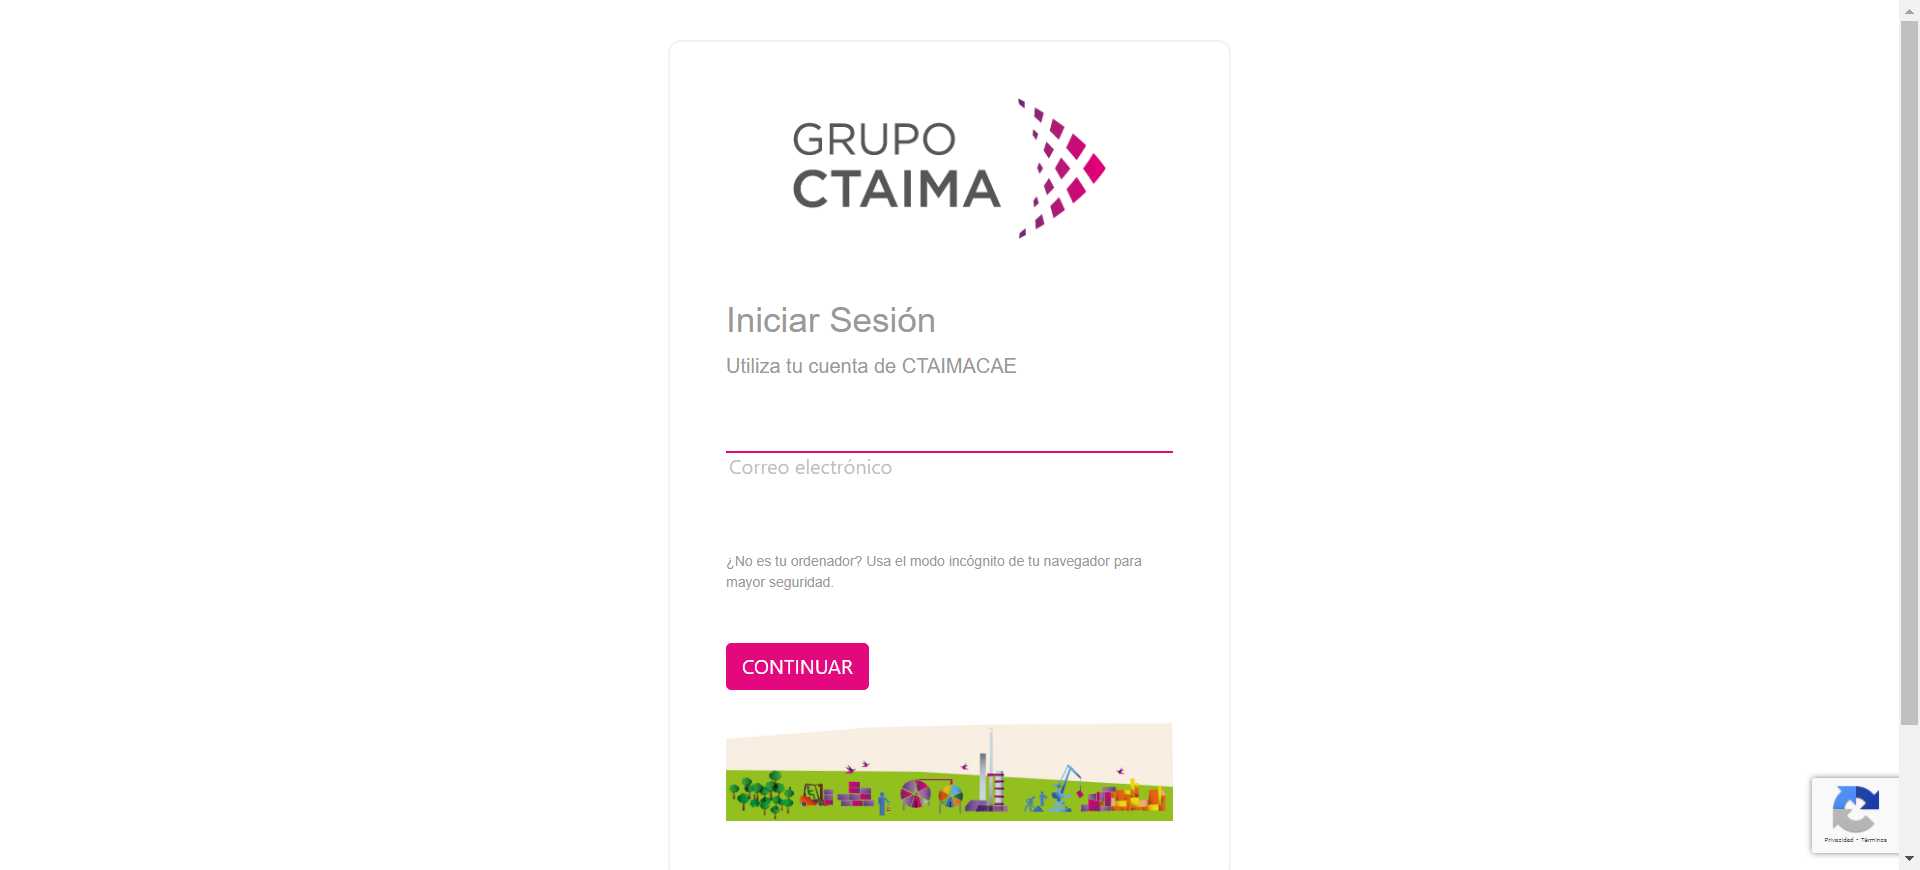 GRUPO
CTAIMA
Iniciar Sesión
Utiliza tu cuenta de CTAIMACAE
Correo electrónico
¿No es tu ordenador? Usa el modo incógnito de tu navegador para
mayor seguridad.
CONTINUAR
Privacidad - Términos